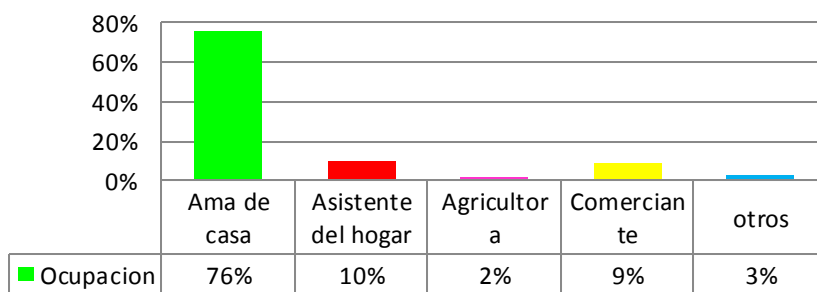 80%
60%
40%
20%
0%
Ama de
casa
Asistente
del hogar
Agricultor
a
Comercian
te
otros
Ocupacion 76% 10% 2% 9% 3%